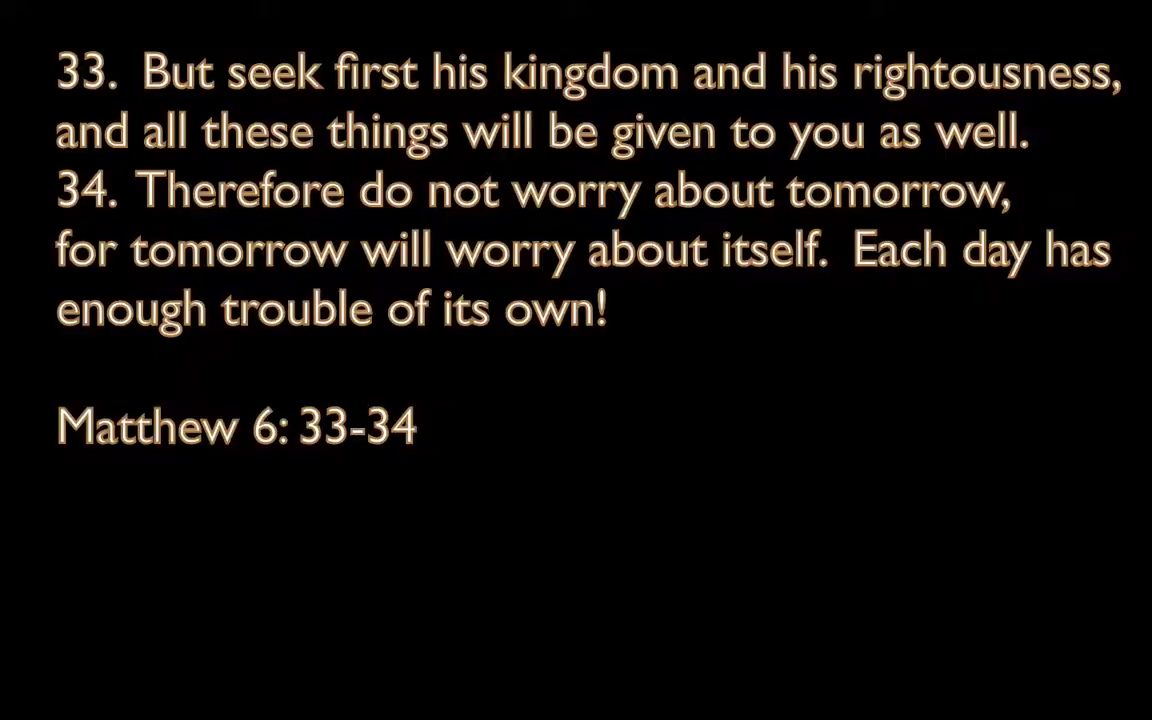 33. But seek first his kingdom and his rightousness,
and all these things will be given to you as well.
34. Therefore do not worry about tomorrow,
for tomorrow will worry about itself. Each day has
enough trouble of its own!
Matthew 6: 33-34